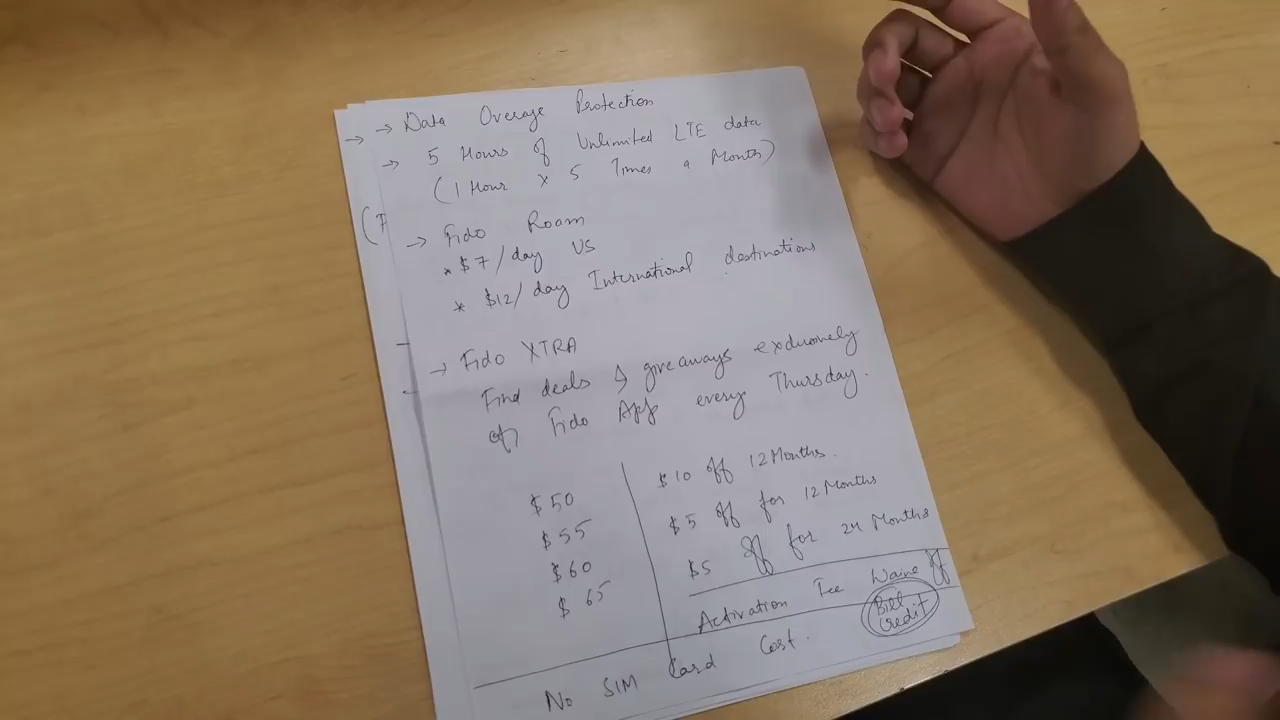 → → Data Overage Protection
→ 5 Hours of Unlimited LTE data
(1 Hour x 5 Times a Month)
→ Fido Roam
* $7/day US
* $12/day International destinations
→ Fido XTRA
Find deals & giveaways exclusively
of Fido App every Thursday.
$50
$55
$60
$65
$10 off 12 Months.
$5 off for 12 Months
$5 off for 24 Months
Activation Fee Waive off
Bill Credit
No SIM Card Cost.